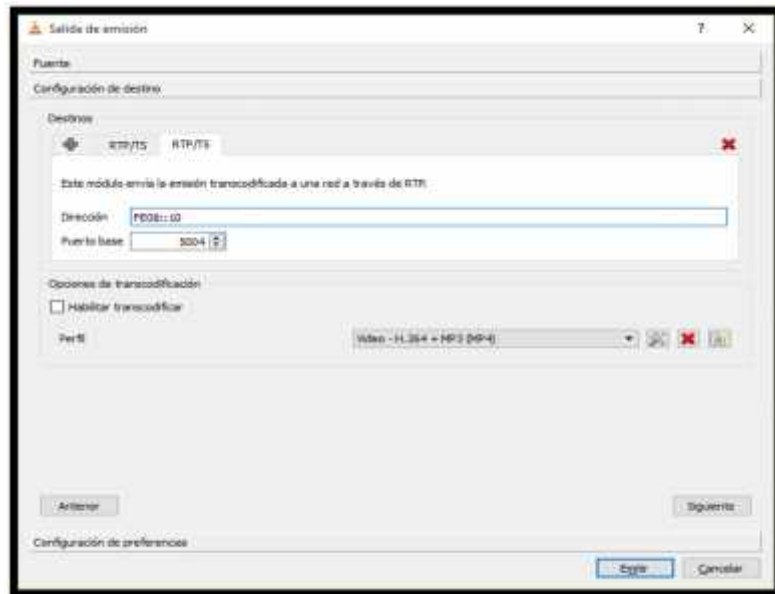 Salida de emisión
?
Fuente
Configuración de destino
Destinos
RTP/TS RTP/TS
Este módulo envía la emisión transcodificada a una red a través de RTP.
Dirección
Puerto base 5004
Opciones de transcodificación
Habilitar transcodificar
Perfil Video - H.264 + MP3 (MP4)
Anterior Siguiente
Configuración de preferencias
Emitir Cancelar